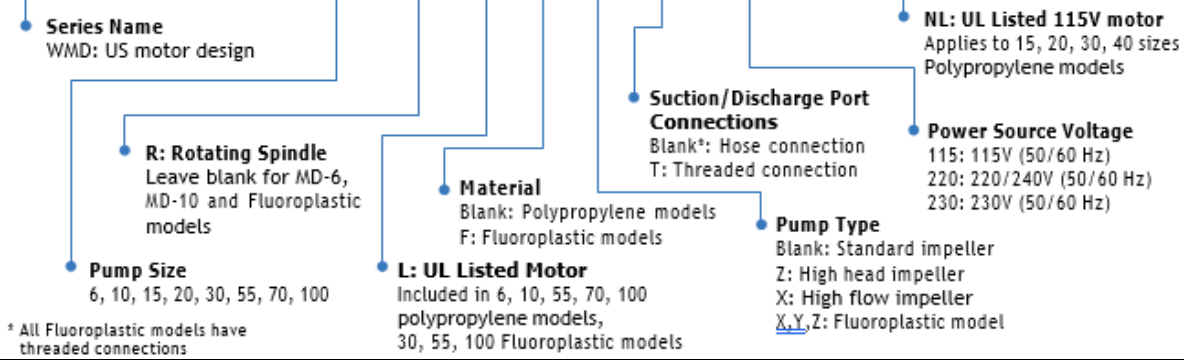 Series Name
WMD: US motor design
NL: UL Listed 115V motor
Applies to 15, 20, 30, 40 sizes
Polypropylene models
Suction/Discharge Port
Connections
Blank*: Hose connection
T: Threaded connection
Power Source Voltage
115: 115V (50/60 Hz)
220: 220/240V (50/60 Hz)
230: 230V (50/60 Hz)
R: Rotating Spindle
Leave blank for MD-6,
MD-10 and Fluoroplastic
models
Material
Blank: Polypropylene models
F: Fluoroplastic models
Pump Type
Blank: Standard impeller
Z: High head impeller
X: High flow impeller
X,Y,Z: Fluoroplastic model
Pump Size
6, 10, 15, 20, 30, 55, 70, 100
L: UL Listed Motor
Included in 6, 10, 55, 70, 100
polypropylene models,
30, 55, 100 Fluoroplastic models
* All Fluoroplastic models have
threaded connections